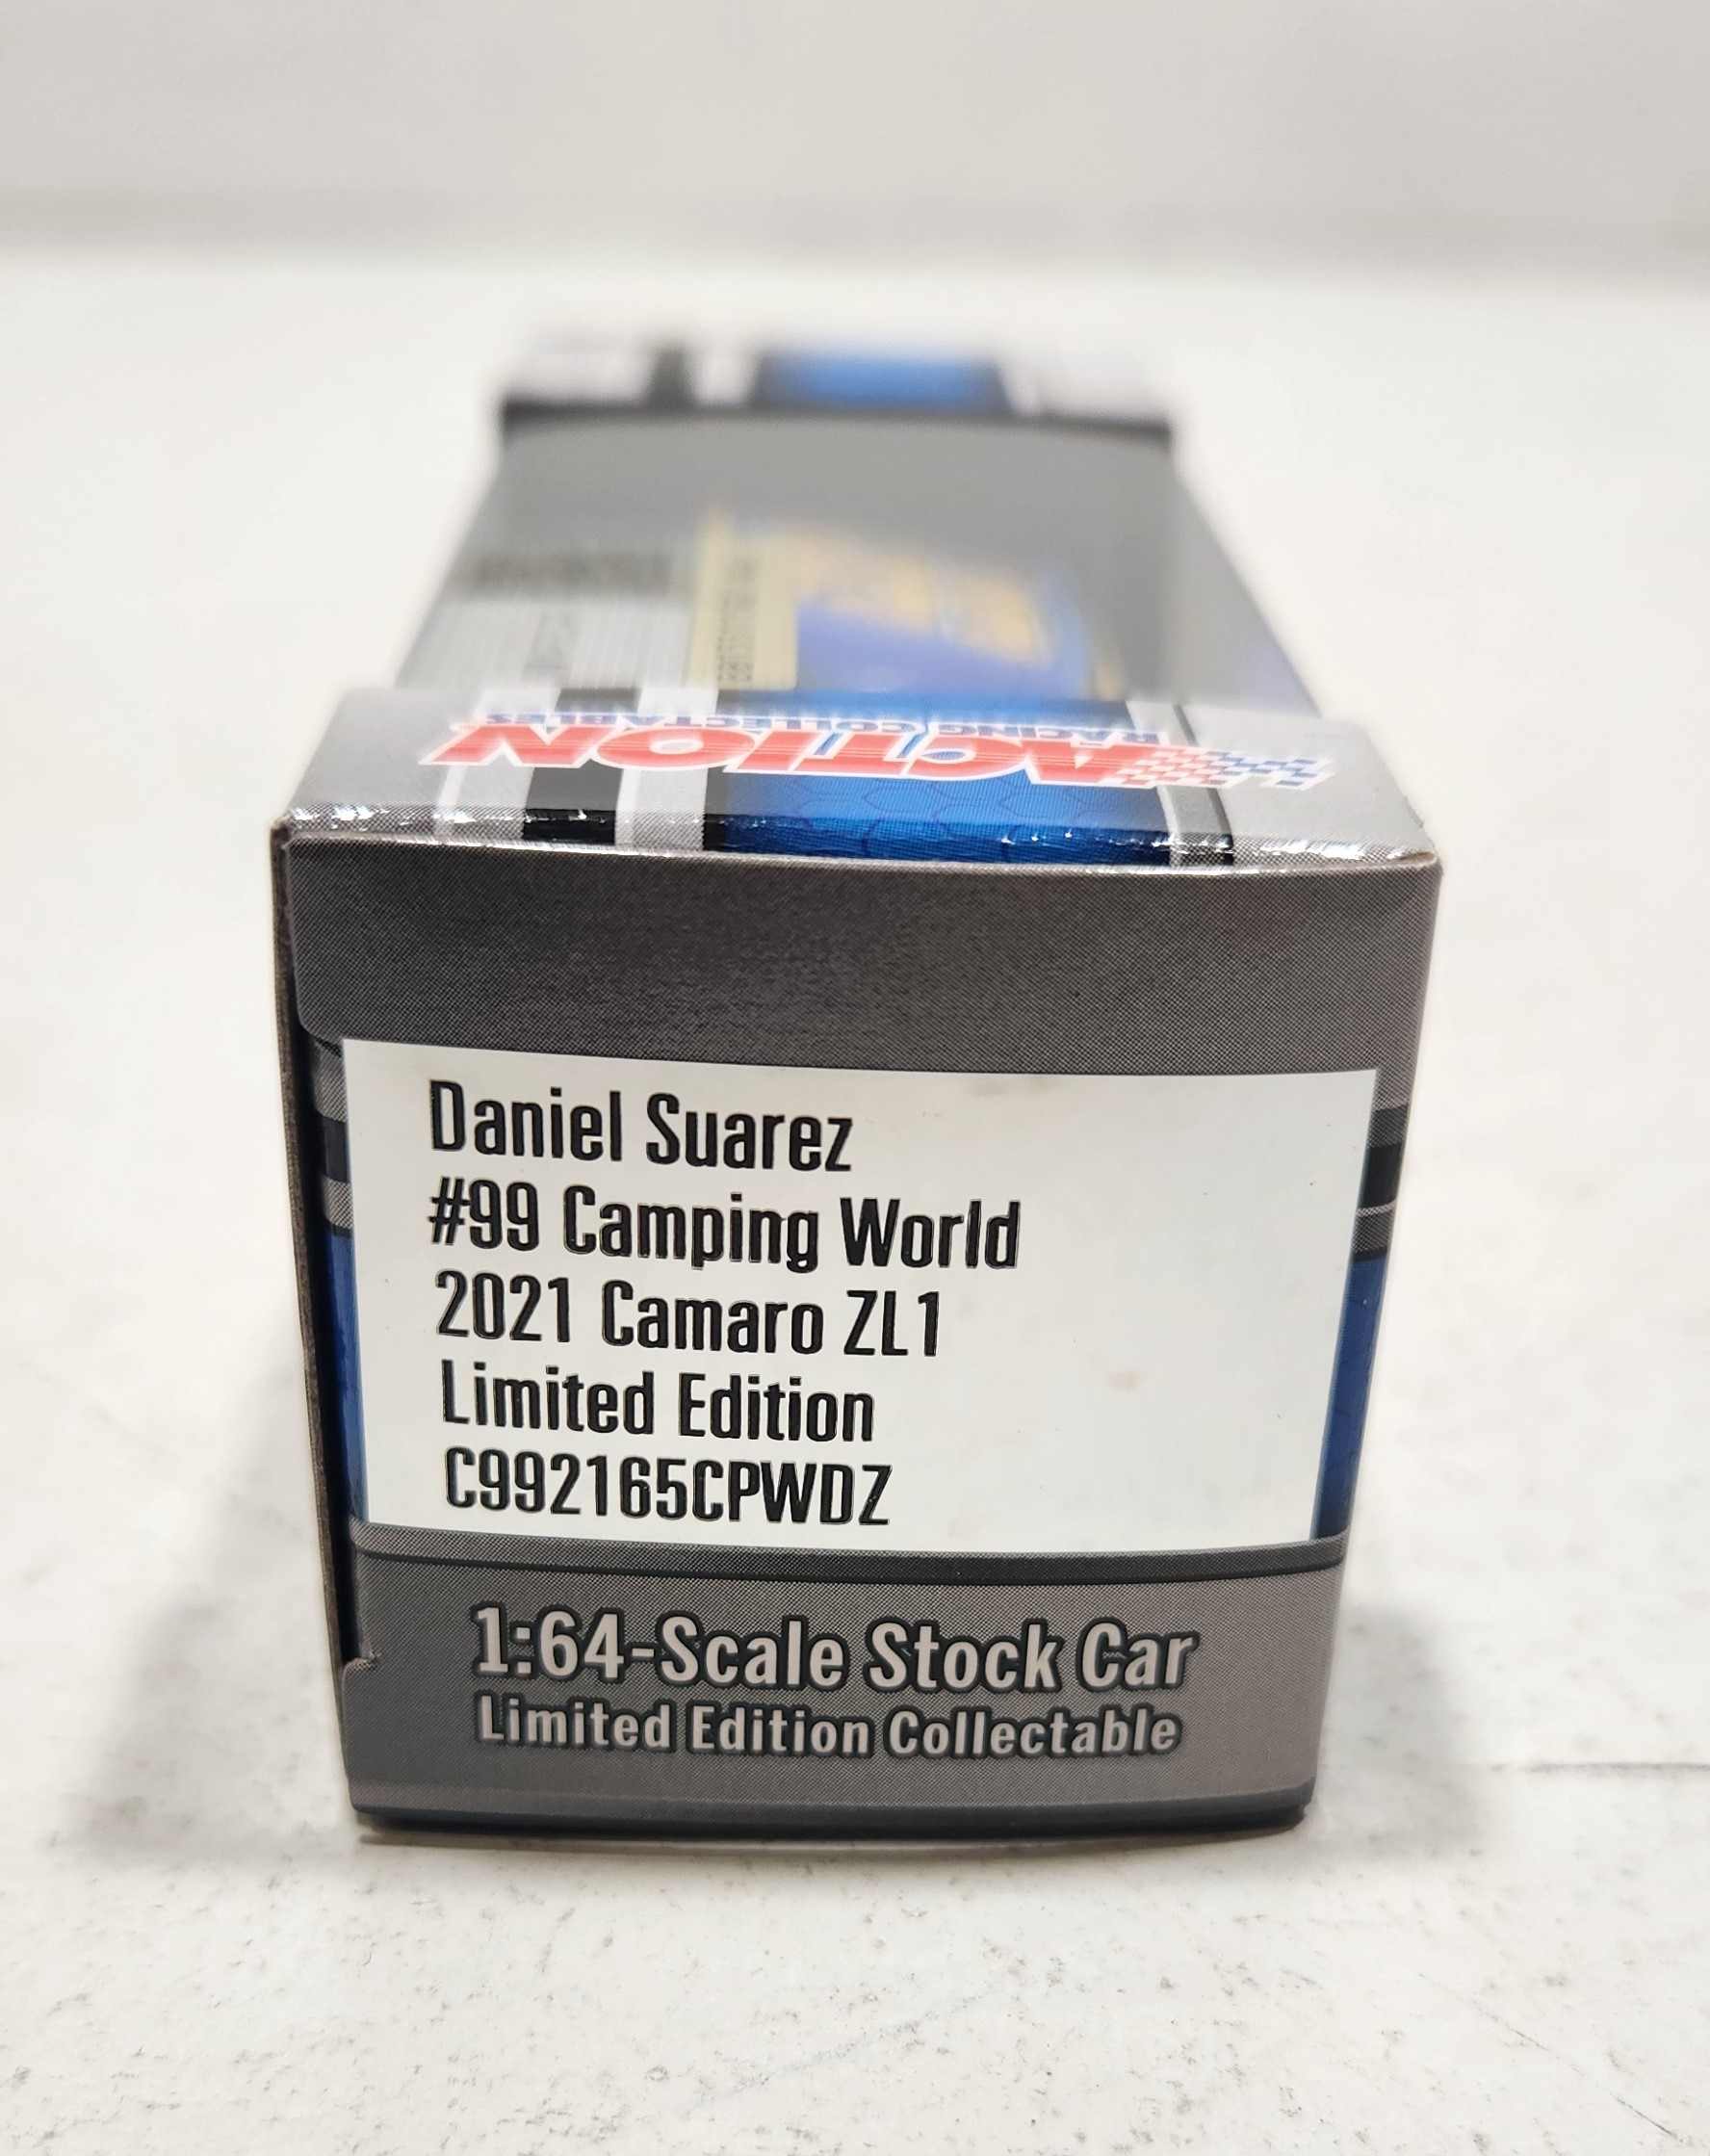 ACTION
RACING COLLECTABLES
Daniel Suarez
#99 Camping World
2021 Camaro ZL1
Limited Edition
C992165CPWDZ
1:64-Scale Stock Car
Limited Edition Collectable